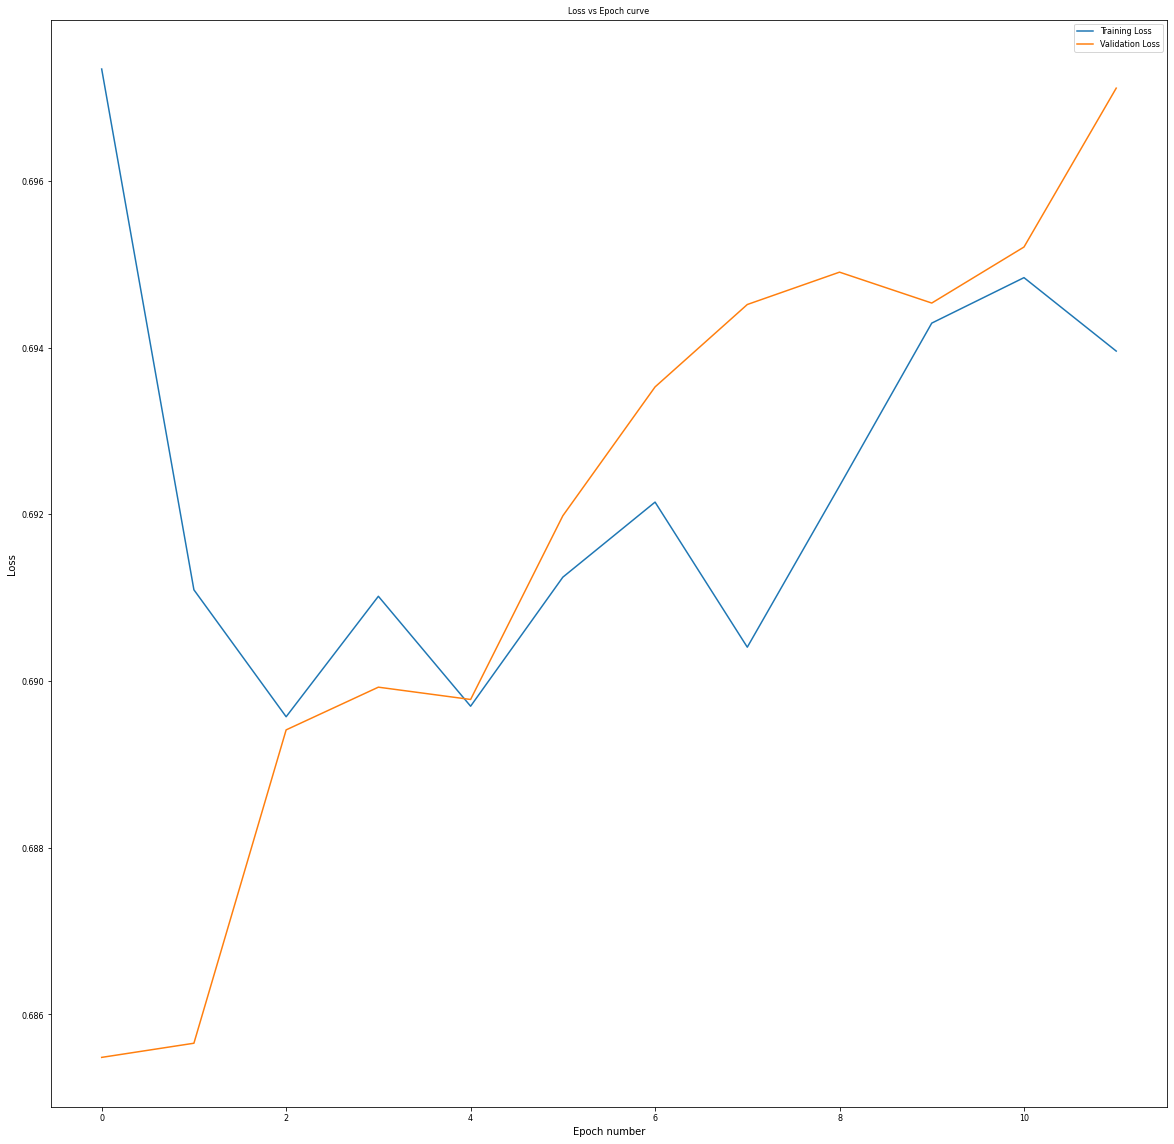 Loss vs Epoch curve
Training Loss
Validation Loss
0.696
0.694
0.692
0.690
0.688
0.686
Loss
0 2 4 6 8 10
Epoch number